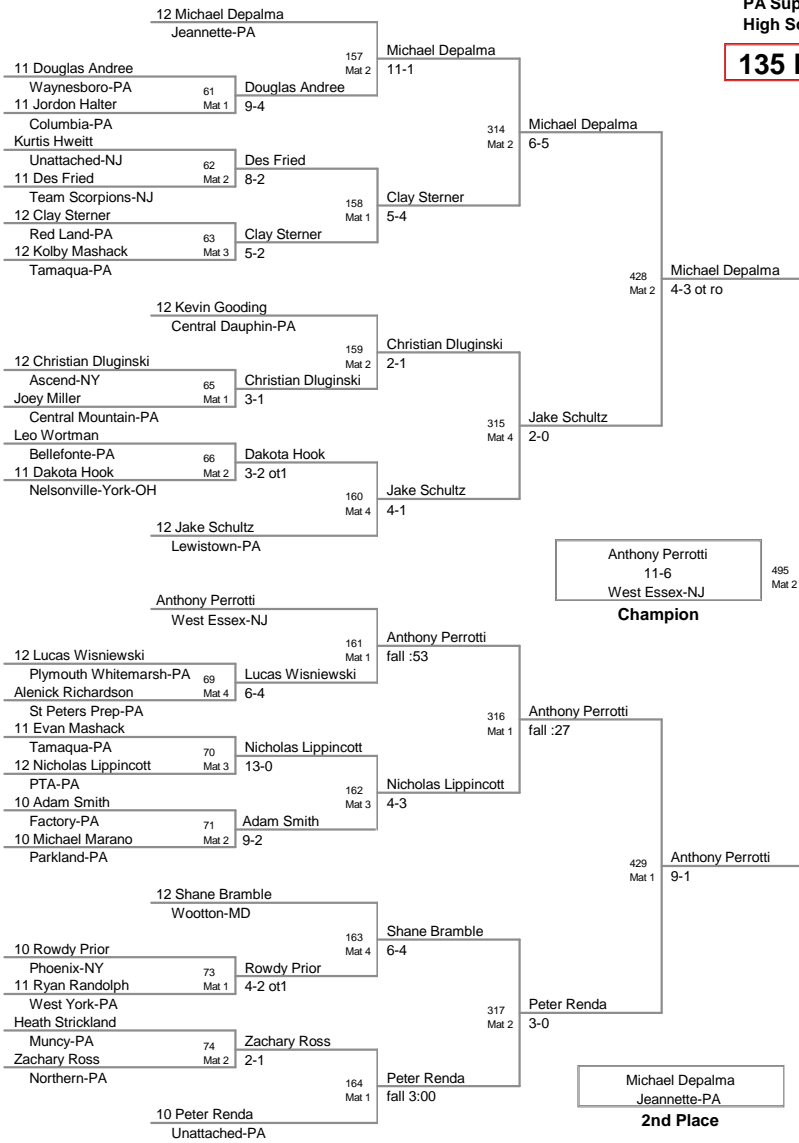 PA Sup
High Sc
135
12 Michael Depalma
Jeannette-PA
157
Mat 2
Michael Depalma
11-1
11 Douglas Andree
Waynesboro-PA
61
Mat 1
Douglas Andree
9-4
11 Jordon Halter
Columbia-PA
314
Mat 2
Michael Depalma
6-5
Kurtis Hweitt
Unattached-NJ
62
Mat 2
Des Fried
8-2
11 Des Fried
Team Scorpions-NJ
158
Mat 1
Clay Sterner
5-4
12 Clay Sterner
Red Land-PA
63
Mat 3
Clay Sterner
5-2
12 Kolby Mashack
Tamaqua-PA
428
Mat 2
Michael Depalma
4-3 ot ro
12 Kevin Gooding
Central Dauphin-PA
159
Mat 2
Christian Dluginski
2-1
12 Christian Dluginski
Ascend-NY
65
Mat 1
Christian Dluginski
3-1
Joey Miller
Central Mountain-PA
315
Mat 4
Jake Schultz
2-0
Leo Wortman
Bellefonte-PA
66
Mat 2
Dakota Hook
3-2 ot1
11 Dakota Hook
Nelsonville-York-OH
160
Mat 4
Jake Schultz
4-1
12 Jake Schultz
Lewistown-PA
Anthony Perrotti
11-6
West Essex-NJ
495
Mat 2
Champion
Anthony Perrotti
West Essex-NJ
161
Mat 1
Anthony Perrotti
fall :53
12 Lucas Wisniewski
Plymouth Whitemarsh-PA
69
Mat 4
Lucas Wisniewski
6-4
Alenick Richardson
St Peters Prep-PA
316
Mat 1
Anthony Perrotti
fall :27
11 Evan Mashack
Tamaqua-PA
70
Mat 3
Nicholas Lippincott
13-0
12 Nicholas Lippincott
PTA-PA
162
Mat 3
Nicholas Lippincott
4-3
10 Adam Smith
Factory-PA
71
Mat 2
Adam Smith
9-2
10 Michael Marano
Parkland-PA
429
Mat 1
Anthony Perrotti
9-1
12 Shane Bramble
Wootton-MD
163
Mat 4
Shane Bramble
6-4
10 Rowdy Prior
Phoenix-NY
73
Mat 1
Rowdy Prior
4-2 ot1
11 Ryan Randolph
West York-PA
317
Mat 2
Peter Renda
3-0
Heath Strickland
Muncy-PA
74
Mat 2
Zachary Ross
2-1
Zachary Ross
Northern-PA
164
Mat 1
Peter Renda
fall 3:00
10 Peter Renda
Unattached-PA
Michael Depalma
Jeannette-PA
2nd Place